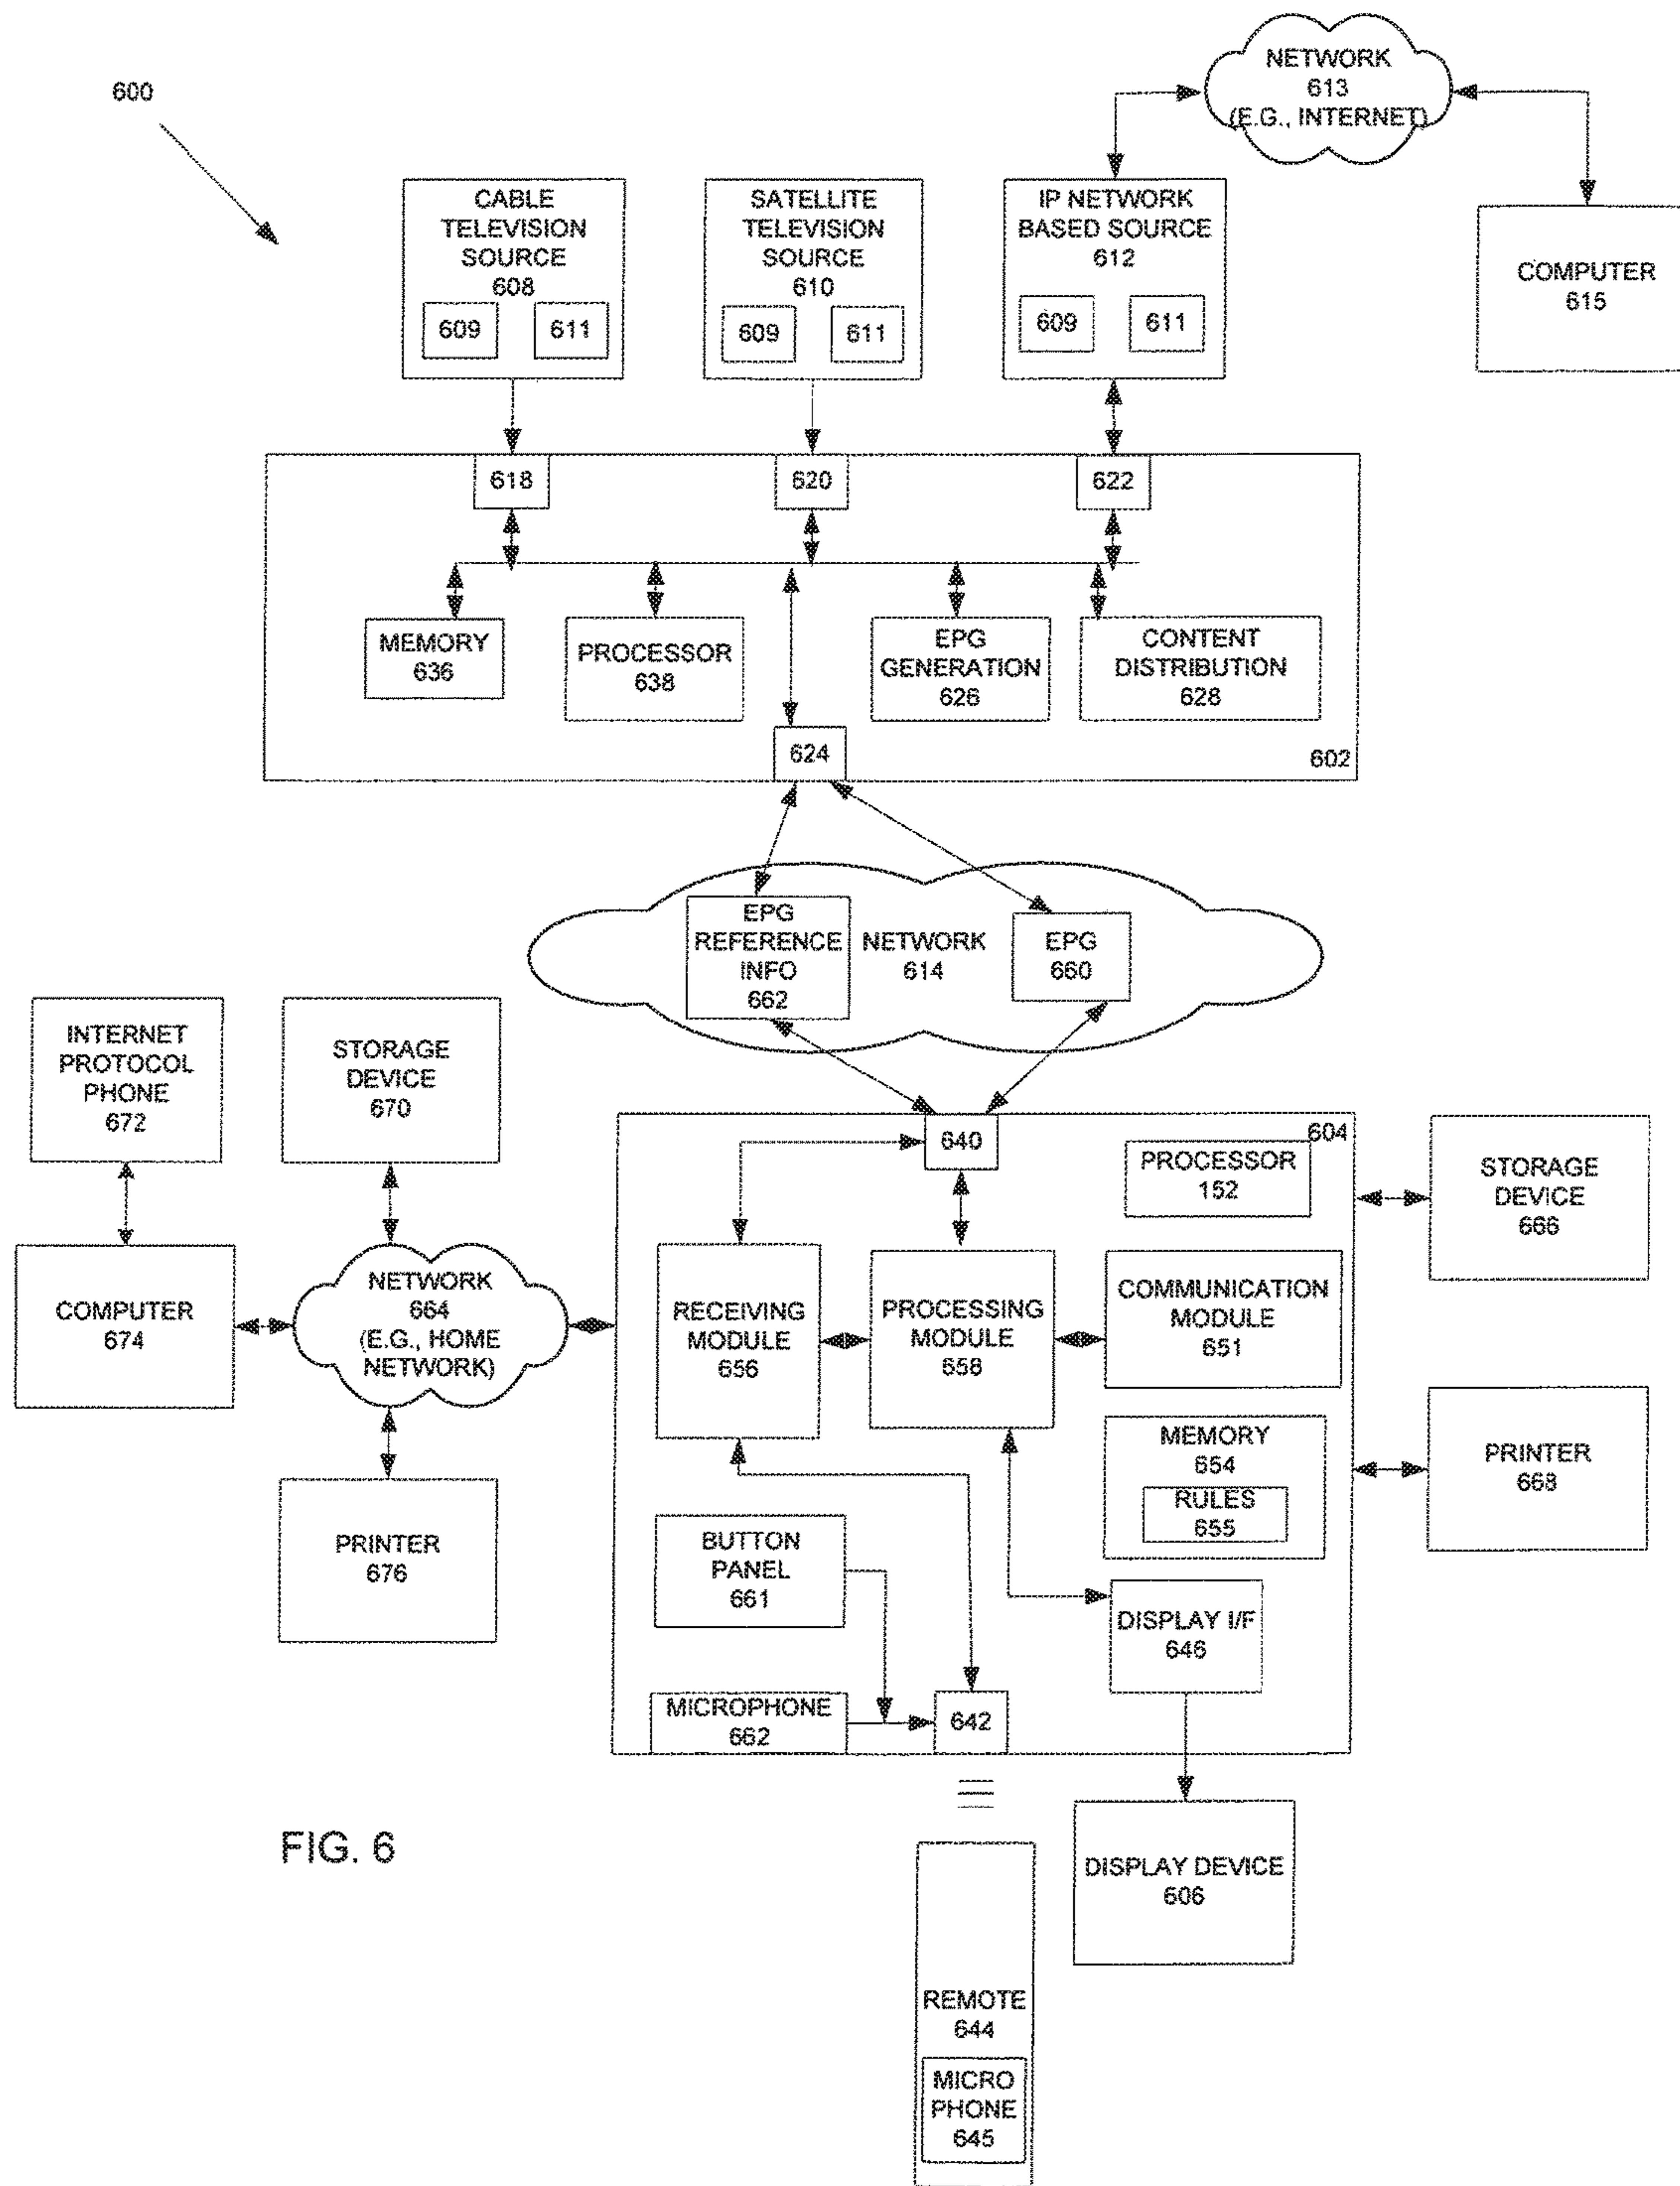 600
NETWORK
613
(E.G., INTERNET)
CABLE
TELEVISION
SOURCE
608
609
611
SATELLITE
TELEVISION
SOURCE
610
609
611
IP NETWORK
BASED SOURCE
612
609
611
COMPUTER
615
618
620
622
MEMORY
636
PROCESSOR
638
EPG
GENERATION
626
CONTENT
DISTRIBUTION
628
624
602
EPG
REFERENCE
INFO
662
NETWORK
614
EPG
660
INTERNET
PROTOCOL
PHONE
672
STORAGE
DEVICE
670
640
604
PROCESSOR
152
STORAGE
DEVICE
666
COMPUTER
674
NETWORK
664
(E.G., HOME
NETWORK)
RECEIVING
MODULE
656
PROCESSING
MODULE
658
COMMUNICATION
MODULE
651
MEMORY
654
RULES
655
PRINTER
668
PRINTER
676
BUTTON
PANEL
661
DISPLAY I/F
646
MICROPHONE
662
642
FIG. 6
DISPLAY DEVICE
606
REMOTE
644
MICRO
PHONE
645